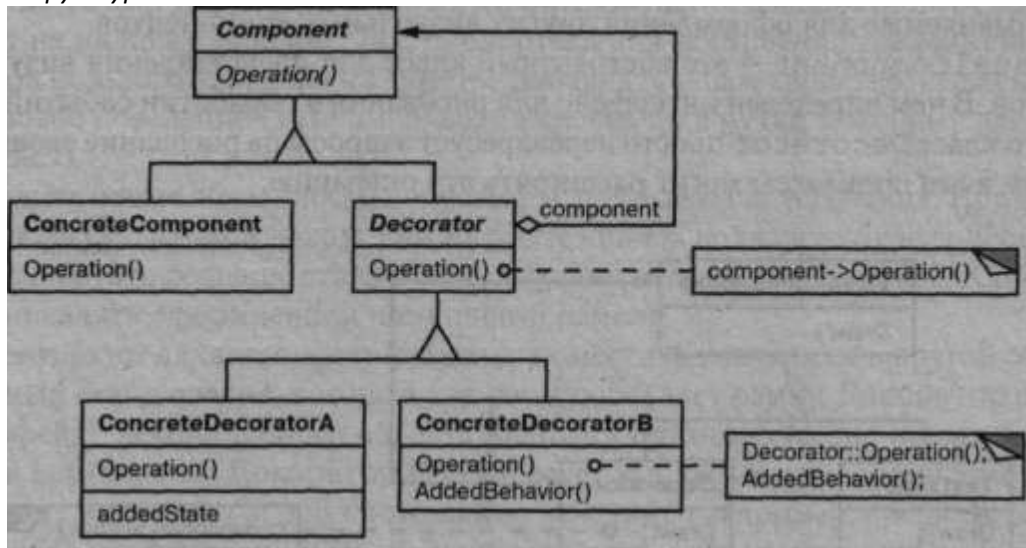 Component
Operation()
ConcreteComponent
Operation()
Decorator
Operation()
component
component->Operation()
ConcreteDecoratorA
Operation()
addedState
ConcreteDecoratorB
Operation()
AddedBehavior()
Decorator::Operation();
AddedBehavior();